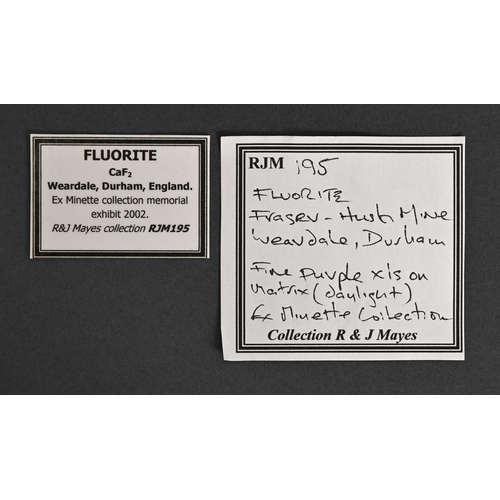 FLUORITE
CaF₂
Weardale, Durham, England.
Ex Minette collection memorial
exhibit 2002.
R&J Mayes collection RJM195
RJM 195
FLUORITE
Fraser-Hush Mine
Weardale, Durham
Fine purple xls on
matrix (daylight)
Ex Minette Collection
Collection R & J Mayes